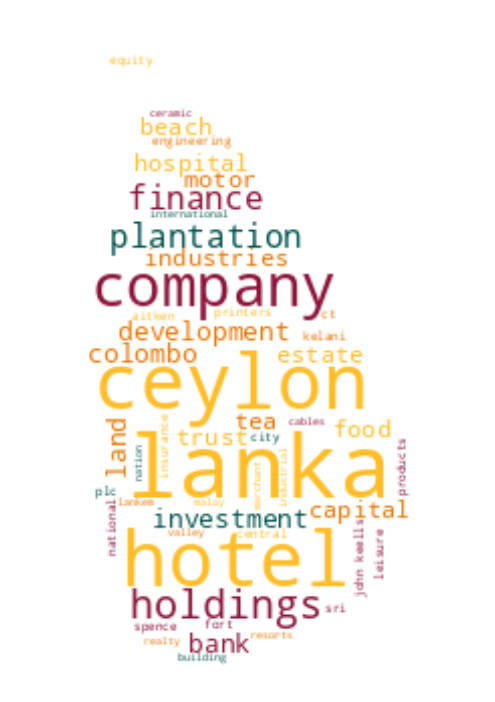 equity
ceramic
beach
engineering
hospital
motor
finance
international
plantation
industries
company
aitken
printers
ct
development
kelani
colombo
estate
ceylon
land
nation
insurance
tea
trust
city
cables
food
lanka
merchant
industrial
products
plc
lankem
malay
capital
national
investment
valley
central
john keells
leisure
hotel
holdings
sri
spence
fort
realty
bank
resorts
building